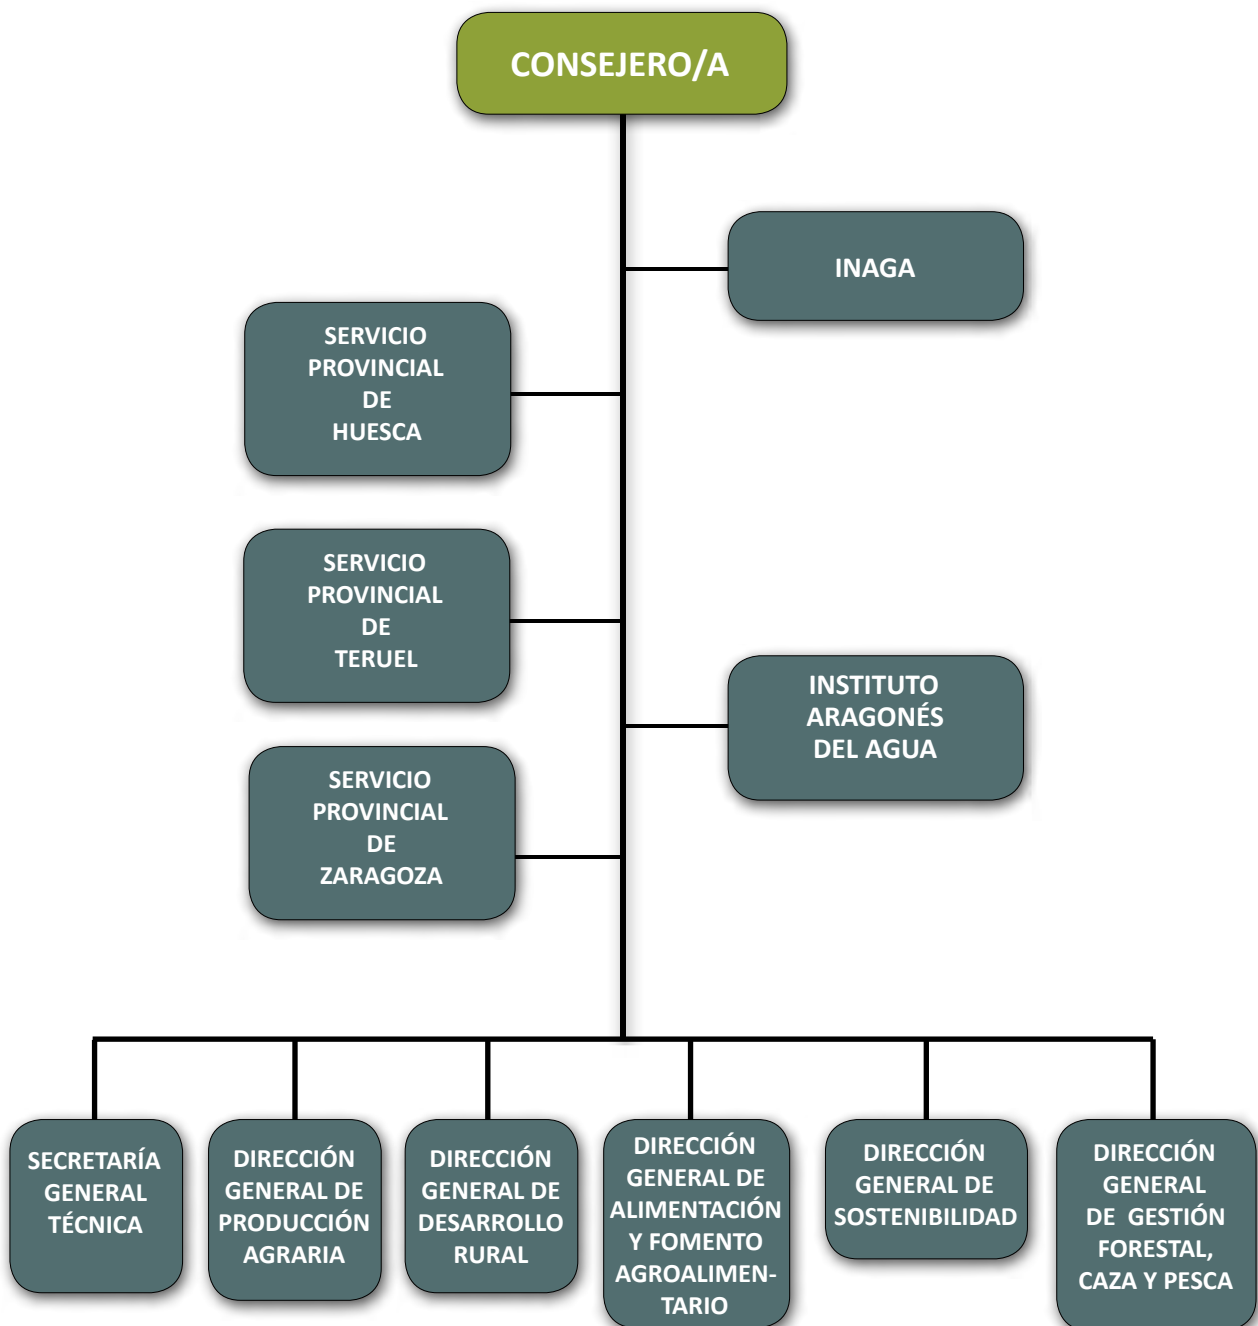 CONSEJERO/A
INAGA
SERVICIO
PROVINCIAL
DE
HUESCA
SERVICIO
PROVINCIAL
DE
TERUEL
INSTITUTO
ARAGONÉS
DEL AGUA
SERVICIO
PROVINCIAL
DE
ZARAGOZA
SECRETARÍA
GENERAL
TÉCNICA
DIRECCIÓN
GENERAL DE
PRODUCCIÓN
AGRARIA
DIRECCIÓN
GENERAL DE
DESARROLLO
RURAL
DIRECCIÓN
GENERAL DE
ALIMENTACIÓN
Y FOMENTO
AGROALIMEN-
TARIO
DIRECCIÓN
GENERAL DE
SOSTENIBILIDAD
DIRECCIÓN
GENERAL
DE GESTIÓN
FORESTAL,
CAZA Y PESCA